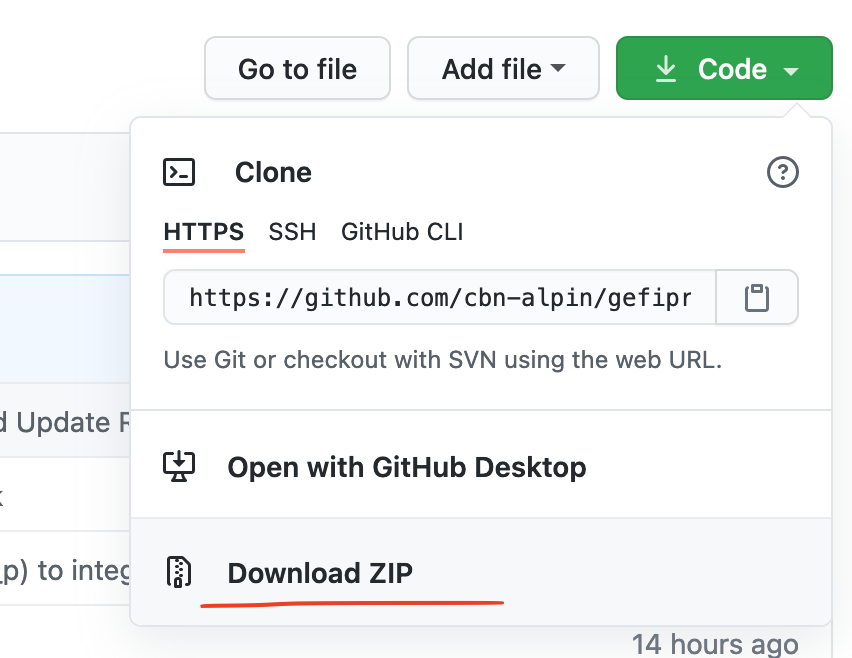 Go to file Add file Code
Clone
HTTPS SSH GitHub CLI
https://github.com/cbn-alpin/gefipr
Use Git or checkout with SVN using the web URL.
d Update
Open with GitHub Desktop
_p) to integ
Download ZIP
14 hours ago